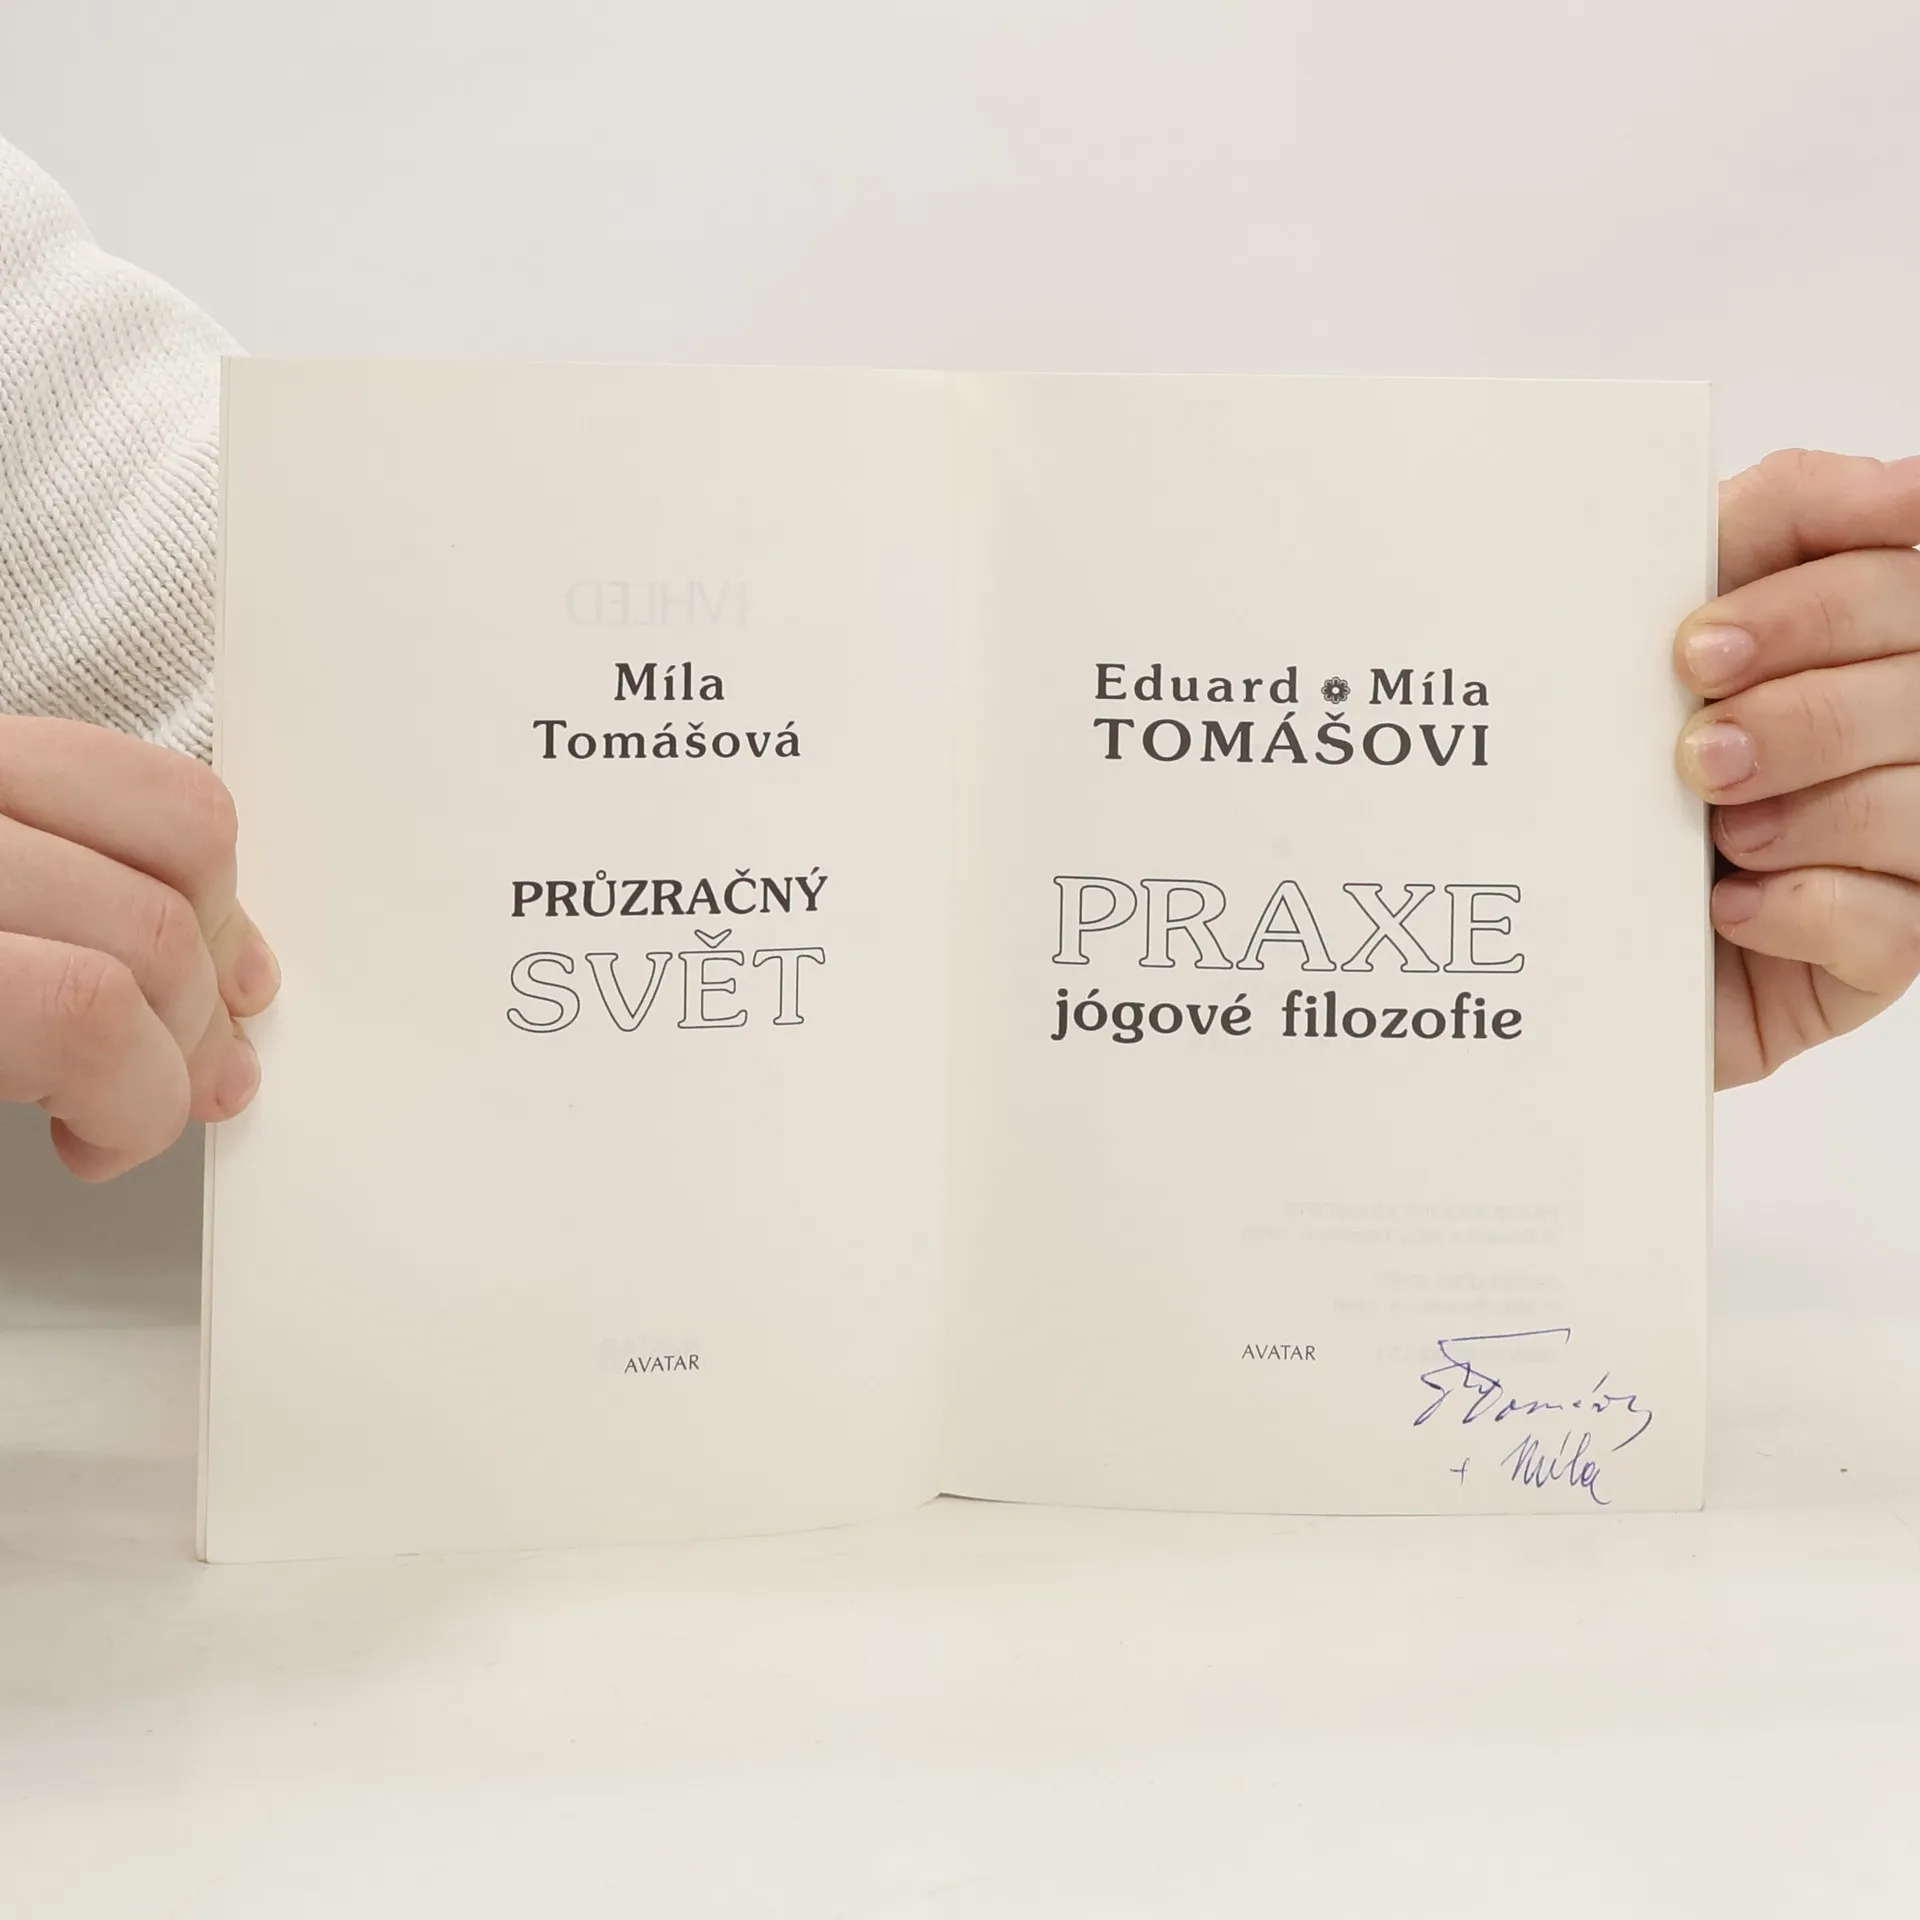 Míla
Tomášová
PRŮZRAČNÝ
SVĚT
AVATAR
Eduard Míla
TOMÁŠOVI
PRAXE
jógové filozofie
AVATAR
+ Míla